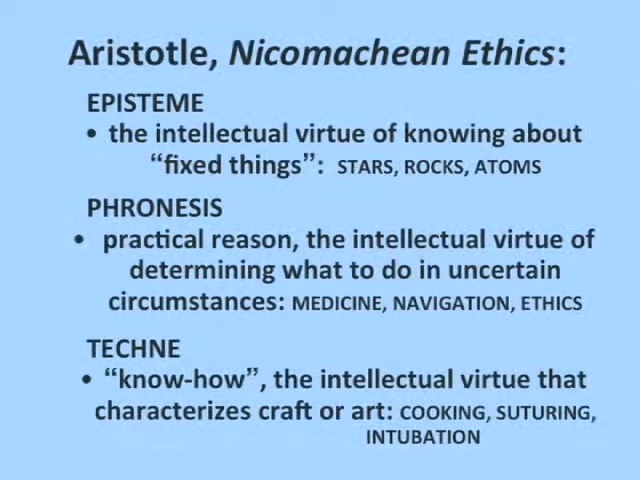 Aristotle, Nicomachean Ethics:
EPISTEME
• the intellectual virtue of knowing about
“fixed things”: STARS, ROCKS, ATOMS
PHRONESIS
• practical reason, the intellectual virtue of
determining what to do in uncertain
circumstances: MEDICINE, NAVIGATION, ETHICS
TECHNE
• “know-how”, the intellectual virtue that
characterizes craft or art: COOKING, SUTURING,
INTUBATION